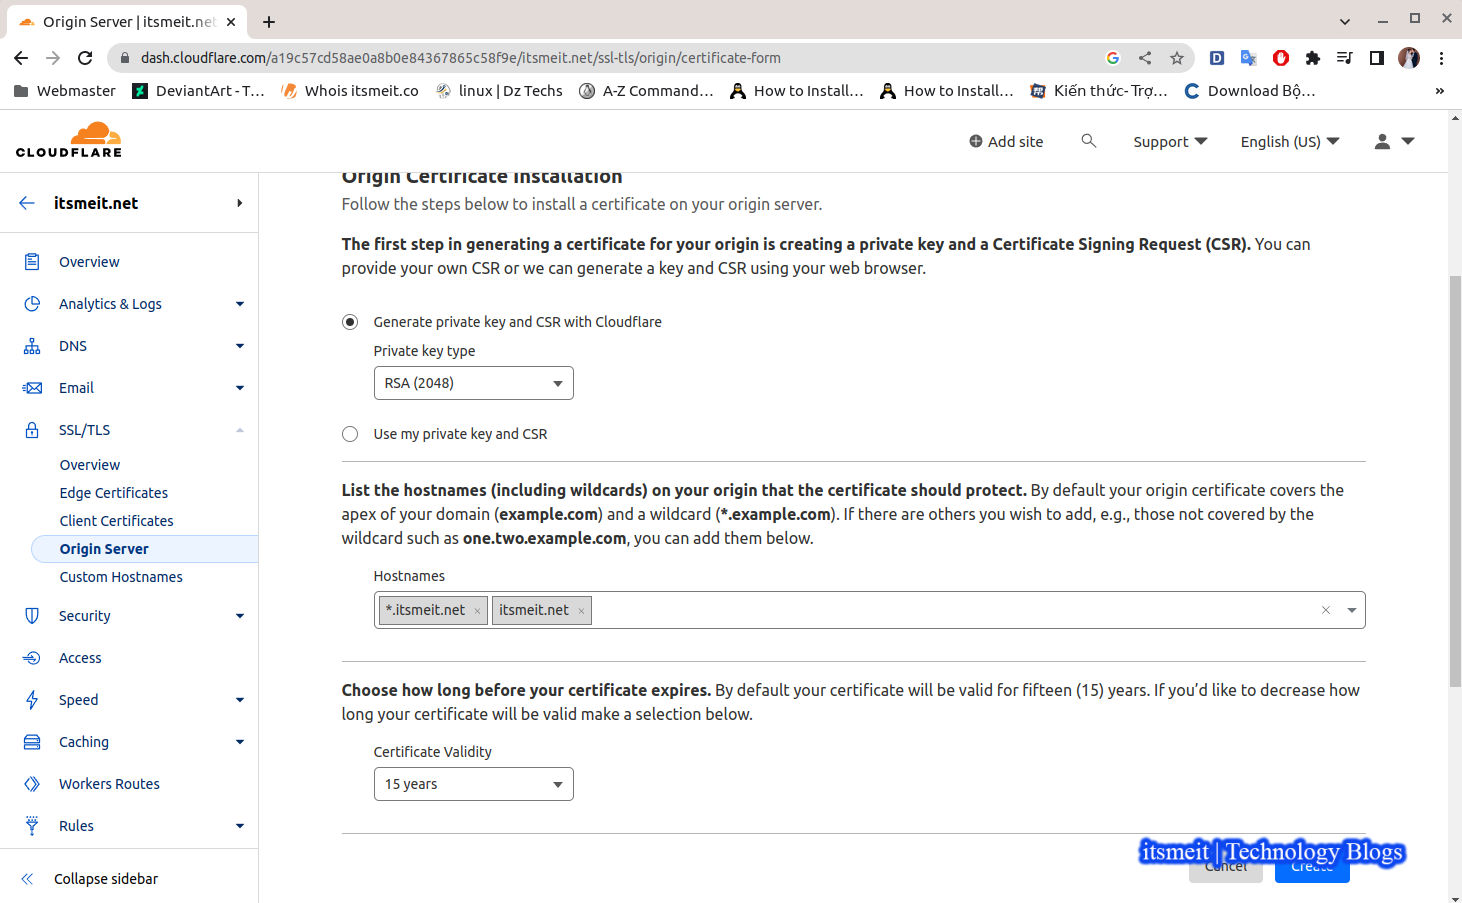 Origin Server | itsmeit.net
dash.cloudflare.com/a19c57cd58ae0a8b0e84367865c58f9e/itsmeit.net/ssl-tls/origin/certificate-form
Webmaster DeviantArt - T... Whois itsmeit.co linux | Dz Techs A-Z Command... How to Install... How to Install... Kiến thức- Trợ... Download Bộ... »
CLOUDFLARE
Add site Support English (US)
itsmeit.net
Overview
Analytics & Logs
DNS
Email
SSL/TLS
Overview
Edge Certificates
Client Certificates
Origin Server
Custom Hostnames
Security
Access
Speed
Caching
Workers Routes
Rules
Collapse sidebar
Origin Certificate Installation
Follow the steps below to install a certificate on your origin server.
The first step in generating a certificate for your origin is creating a private key and a Certificate Signing Request (CSR). You can
provide your own CSR or we can generate a key and CSR using your web browser.
Generate private key and CSR with Cloudflare
Private key type
RSA (2048)
Use my private key and CSR
List the hostnames (including wildcards) on your origin that the certificate should protect. By default your origin certificate covers the
apex of your domain (example.com) and a wildcard (*.example.com). If there are others you wish to add, e.g., those not covered by the
wildcard such as one.two.example.com, you can add them below.
Hostnames
*.itsmeit.net × itsmeit.net ×
Choose how long before your certificate expires. By default your certificate will be valid for fifteen (15) years. If you’d like to decrease how
long your certificate will be valid make a selection below.
Certificate Validity
15 years
itsmeit | Technology Blogs
Cancel Create